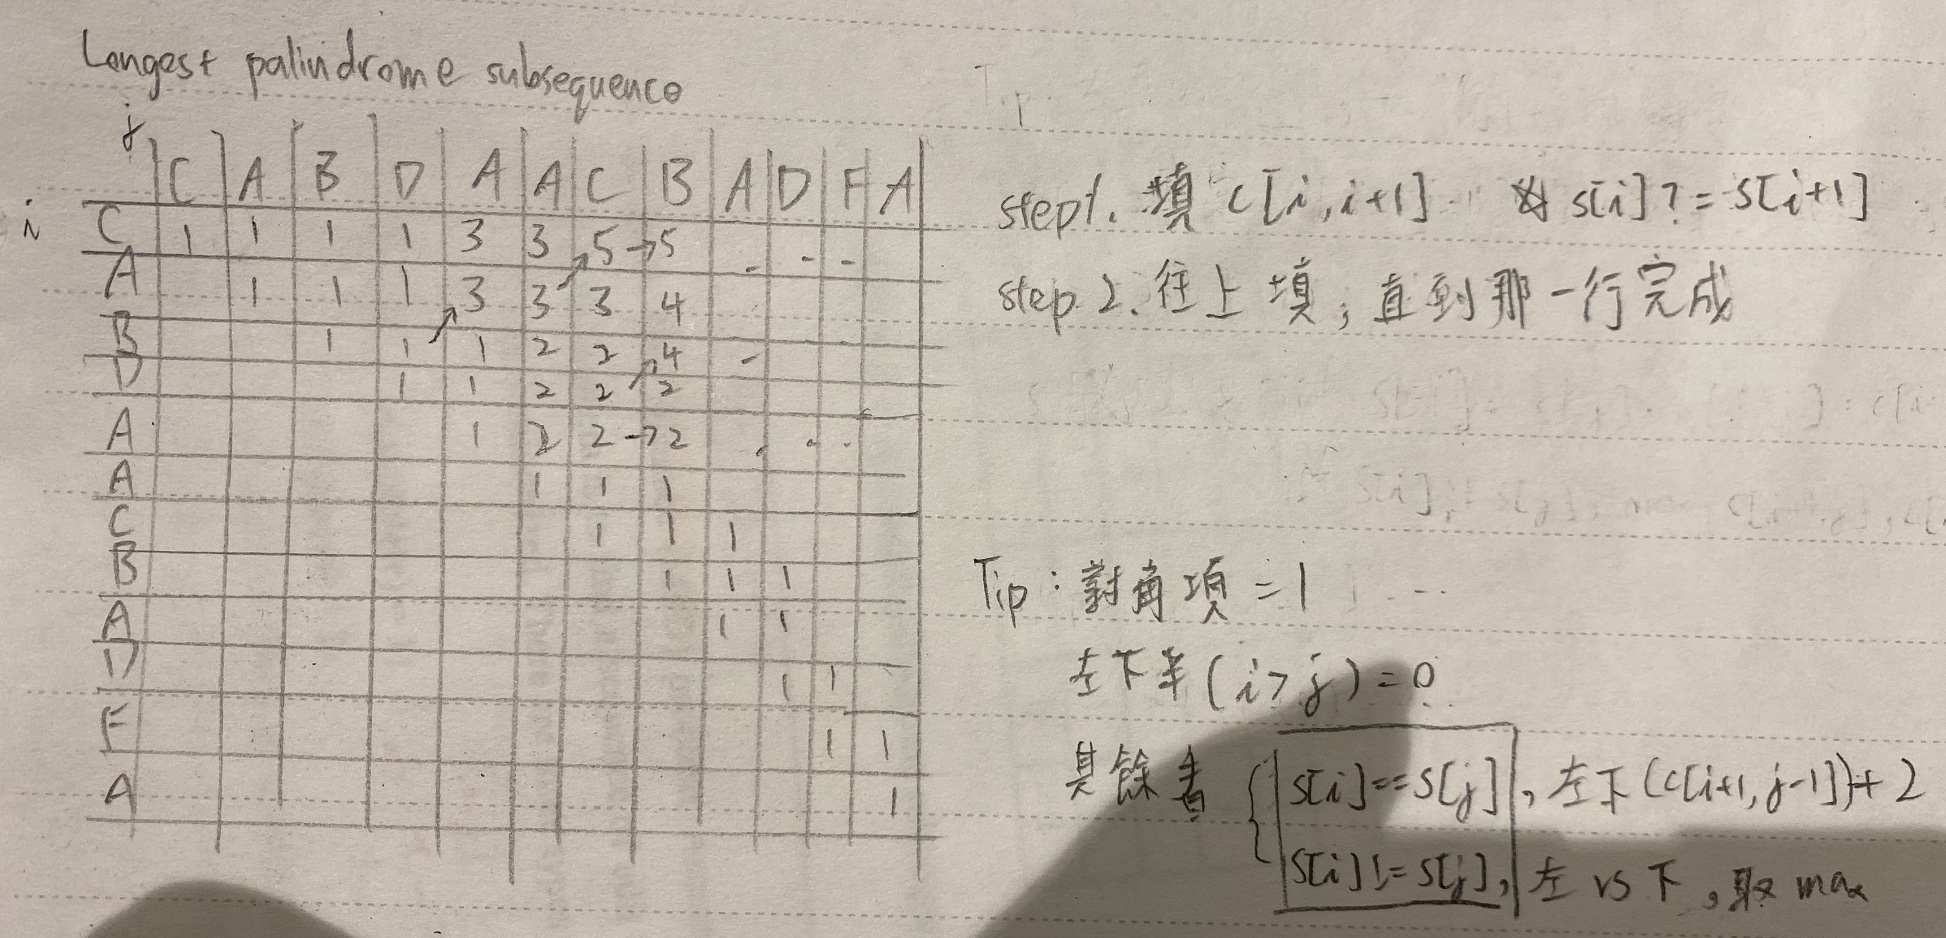 Longest palindrome subsequence
j
C A B D A A C B A D F A
i C 1 1 1 1 3 3 5 → 5 - - -
A 1 1 1 3 3 3 4
B 1 1 1 2 2 4 -
D 1 1 2 2 2
A 1 2 2 → 2 . . .
A 1 1 1
C 1 1 1
B 1 1 1
A 1 1
D 1 1
F 1 1
A 1
step1. 填 c[i, i+1] s[i] ?= s[i+1]
step 2. 往上填, 直到那一行完成
Tip: 對角項 = 1
左下半 (i > j) = 0
其餘者 { s[i] == s[j], 左下 (c[i+1, j-1]) + 2
s[i] != s[j], 左 vs 下, 取 max